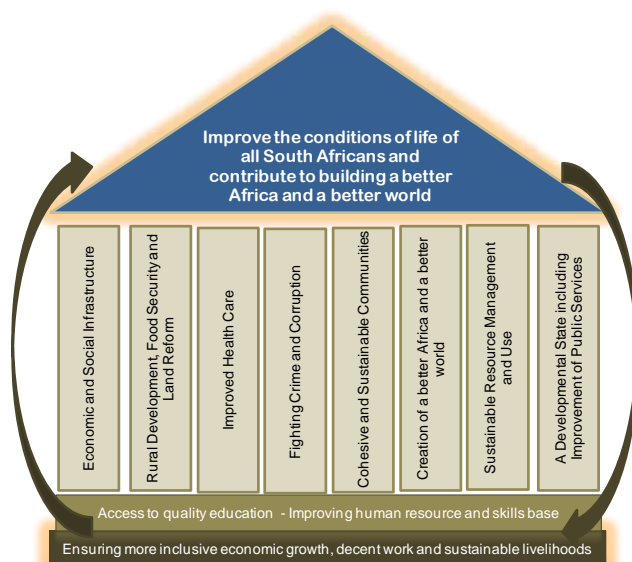 Improve the conditions of life of
all South Africans and
contribute to building a better
Africa and a better world
Economic and Social Infrastructure
Rural Development, Food Security and
Land Reform
Improved Health Care
Fighting Crime and Corruption
Cohesive and Sustainable Communities
Creation of a better Africa and a better
world
Sustainable Resource Management
and Use
A Developmental State including
Improvement of Public Services
Access to quality education - Improving human resource and skills base
Ensuring more inclusive economic growth, decent work and sustainable livelihoods